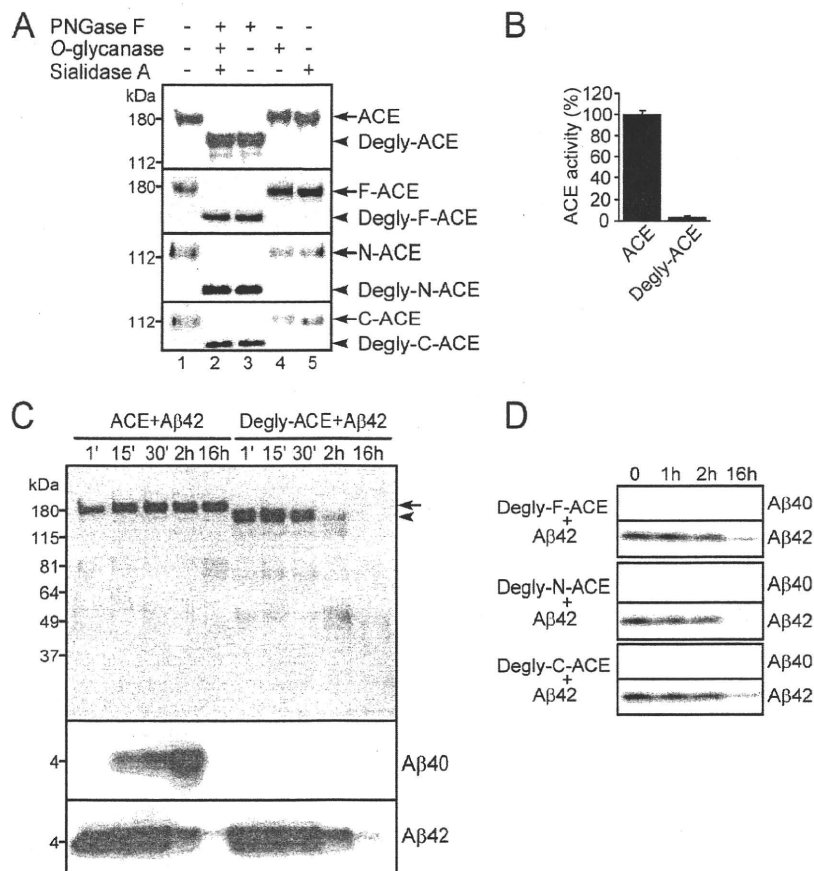 A
PNGase F - + + - -
O-glycanase - + - + -
Sialidase A - + - - +
kDa
180
ACE
Degly-ACE
112
180
F-ACE
Degly-F-ACE
112
N-ACE
Degly-N-ACE
112
C-ACE
Degly-C-ACE
1 2 3 4 5
B
ACE activity (%)
120
100
80
60
40
20
0
ACE
Degly-ACE
C
ACE+Aβ42 Degly-ACE+Aβ42
1' 15' 30' 2h 16h 1' 15' 30' 2h 16h
kDa
180
115
81
64
49
37
4 Aβ40
4 Aβ42
D
0 1h 2h 16h
Degly-F-ACE
+
Aβ42
Aβ40
Aβ42
Degly-N-ACE
+
Aβ42
Aβ40
Aβ42
Degly-C-ACE
+
Aβ42
Aβ40
Aβ42